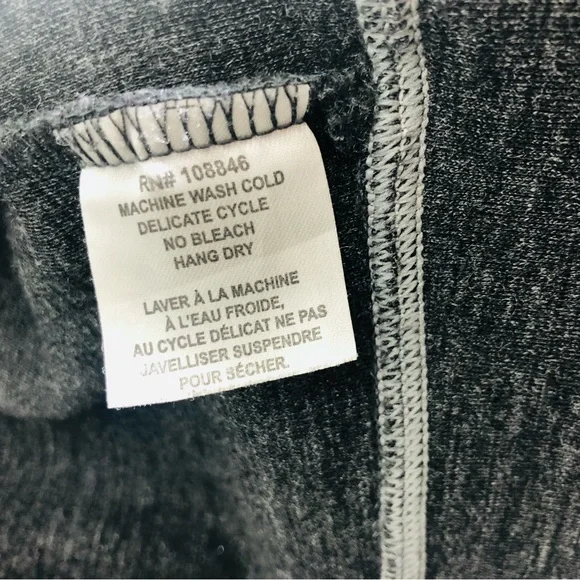 RN# 108846
MACHINE WASH COLD
DELICATE CYCLE
NO BLEACH
HANG DRY
LAVER À LA MACHINE
À L'EAU FROIDE,
AU CYCLE DÉLICAT NE PAS
JAVELLISER SUSPENDRE
POUR SÉCHER.